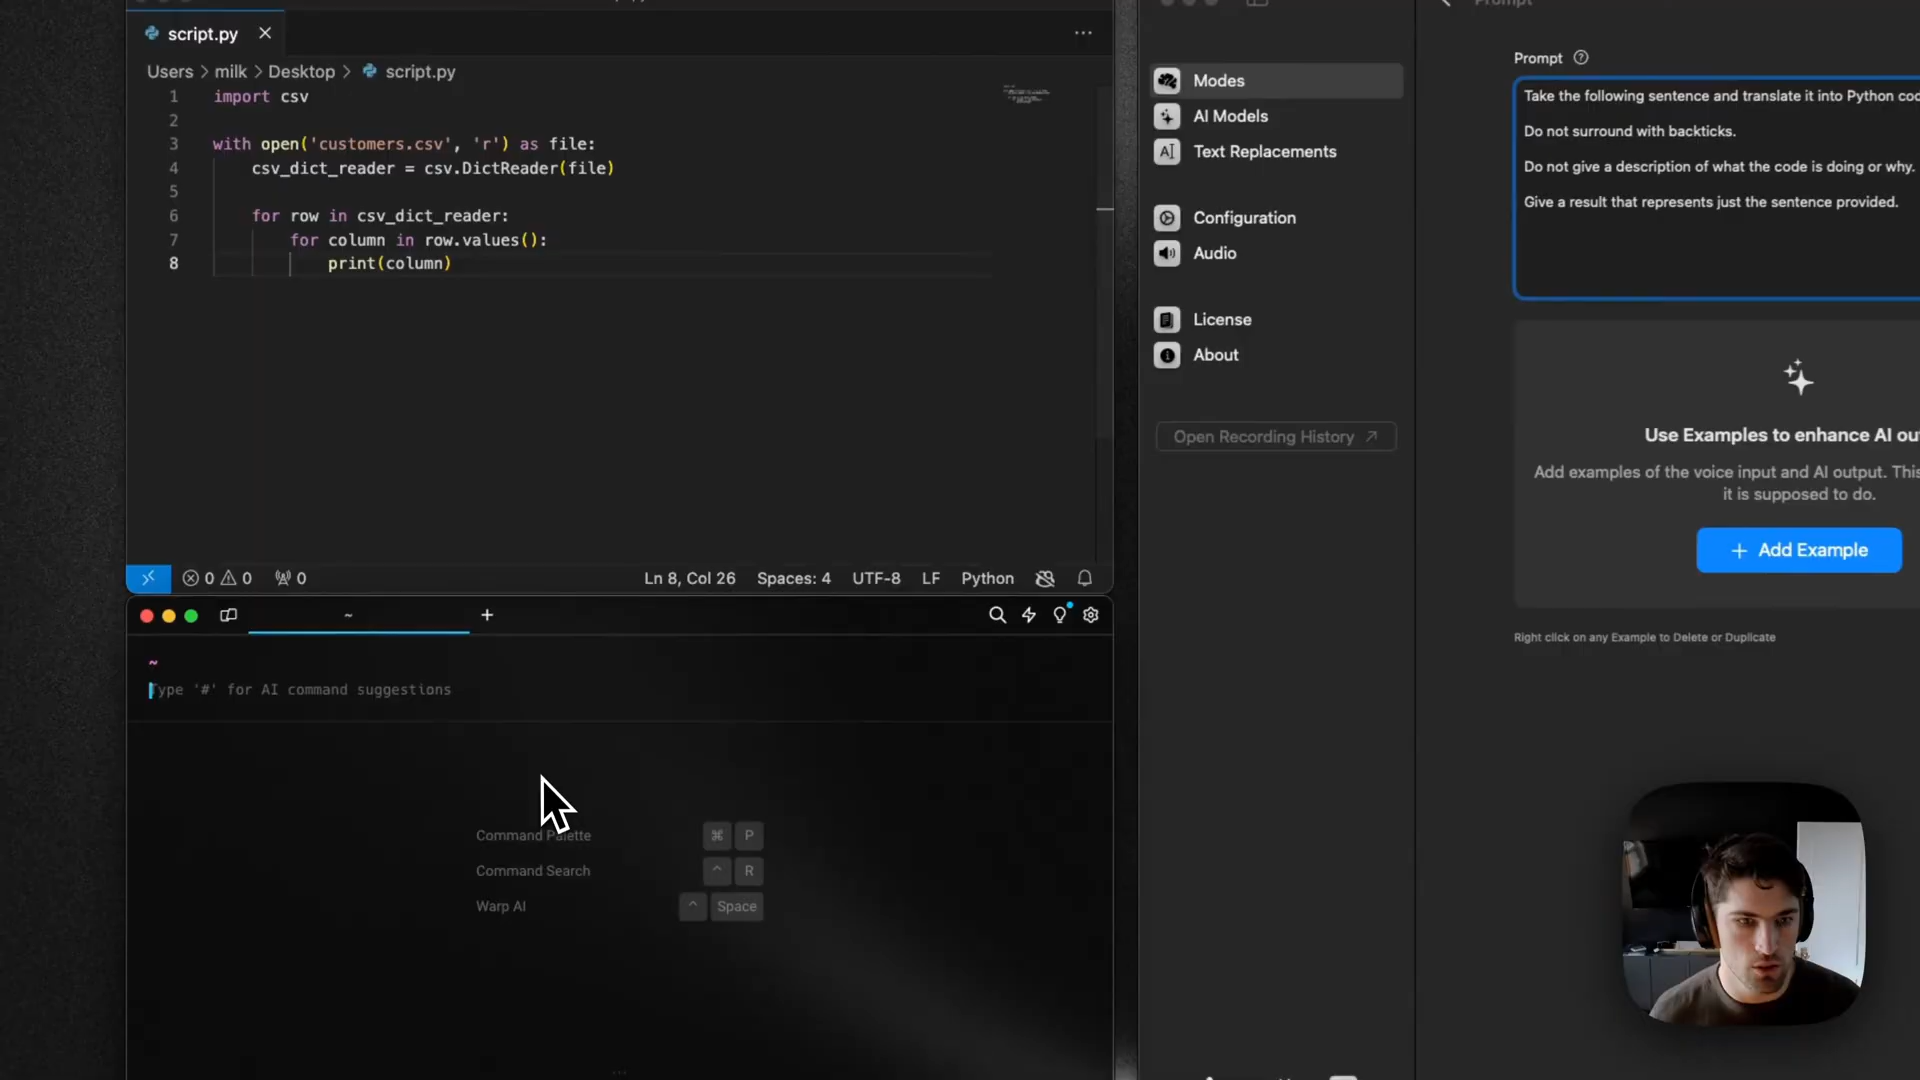 script.py
Users > milk > Desktop > script.py
1 import csv
2
3 with open('customers.csv', 'r') as file:
4 csv_dict_reader = csv.DictReader(file)
5
6 for row in csv_dict_reader:
7 for column in row.values():
8 print(column)
0 0 0
Ln 8, Col 26 Spaces: 4 UTF-8 LF Python
~
~
Type '#' for AI command suggestions
Command Palette ⌘ P
Command Search ^ R
Warp AI ^ Space
Modes
AI Models
Text Replacements
Configuration
Audio
License
About
Open Recording History
Prompt
Prompt
Take the following sentence and translate it into Python
Do not surround with backticks.
Do not give a description of what the code is doing or why.
Give a result that represents just the sentence provided.
Use Examples to enhance AI
Add examples of the voice input and AI output. This
it is supposed to do.
+ Add Example
Right click on any Example to Delete or Duplicate